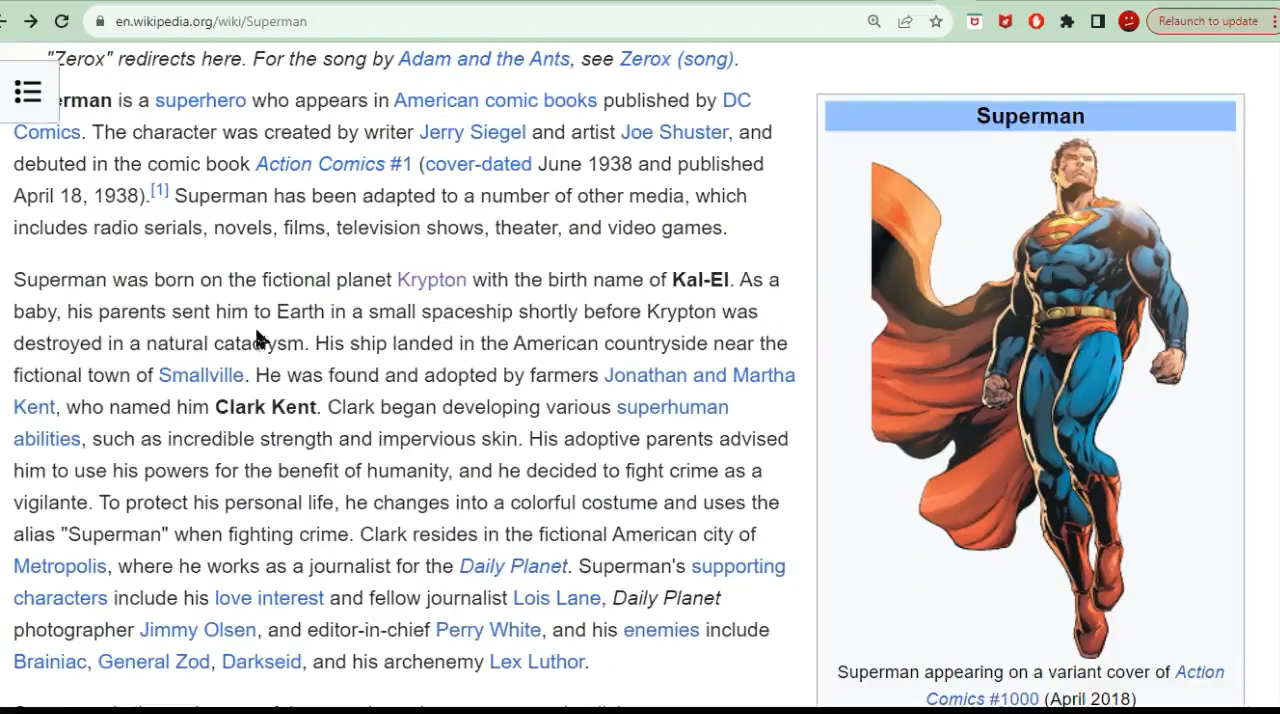 en.wikipedia.org/wiki/Superman
Relaunch to update
"Zerox" redirects here. For the song by Adam and the Ants, see Zerox (song).
erman is a superhero who appears in American comic books published by DC
Comics. The character was created by writer Jerry Siegel and artist Joe Shuster, and
debuted in the comic book Action Comics #1 (cover-dated June 1938 and published
April 18, 1938).[1] Superman has been adapted to a number of other media, which
includes radio serials, novels, films, television shows, theater, and video games.
Superman was born on the fictional planet Krypton with the birth name of Kal-El. As a
baby, his parents sent him to Earth in a small spaceship shortly before Krypton was
destroyed in a natural cataclysm. His ship landed in the American countryside near the
fictional town of Smallville. He was found and adopted by farmers Jonathan and Martha
Kent, who named him Clark Kent. Clark began developing various superhuman
abilities, such as incredible strength and impervious skin. His adoptive parents advised
him to use his powers for the benefit of humanity, and he decided to fight crime as a
vigilante. To protect his personal life, he changes into a colorful costume and uses the
alias "Superman" when fighting crime. Clark resides in the fictional American city of
Metropolis, where he works as a journalist for the Daily Planet. Superman's supporting
characters include his love interest and fellow journalist Lois Lane, Daily Planet
photographer Jimmy Olsen, and editor-in-chief Perry White, and his enemies include
Brainiac, General Zod, Darkseid, and his archenemy Lex Luthor.
Superman
Superman appearing on a variant cover of Action
Comics #1000 (April 2018)